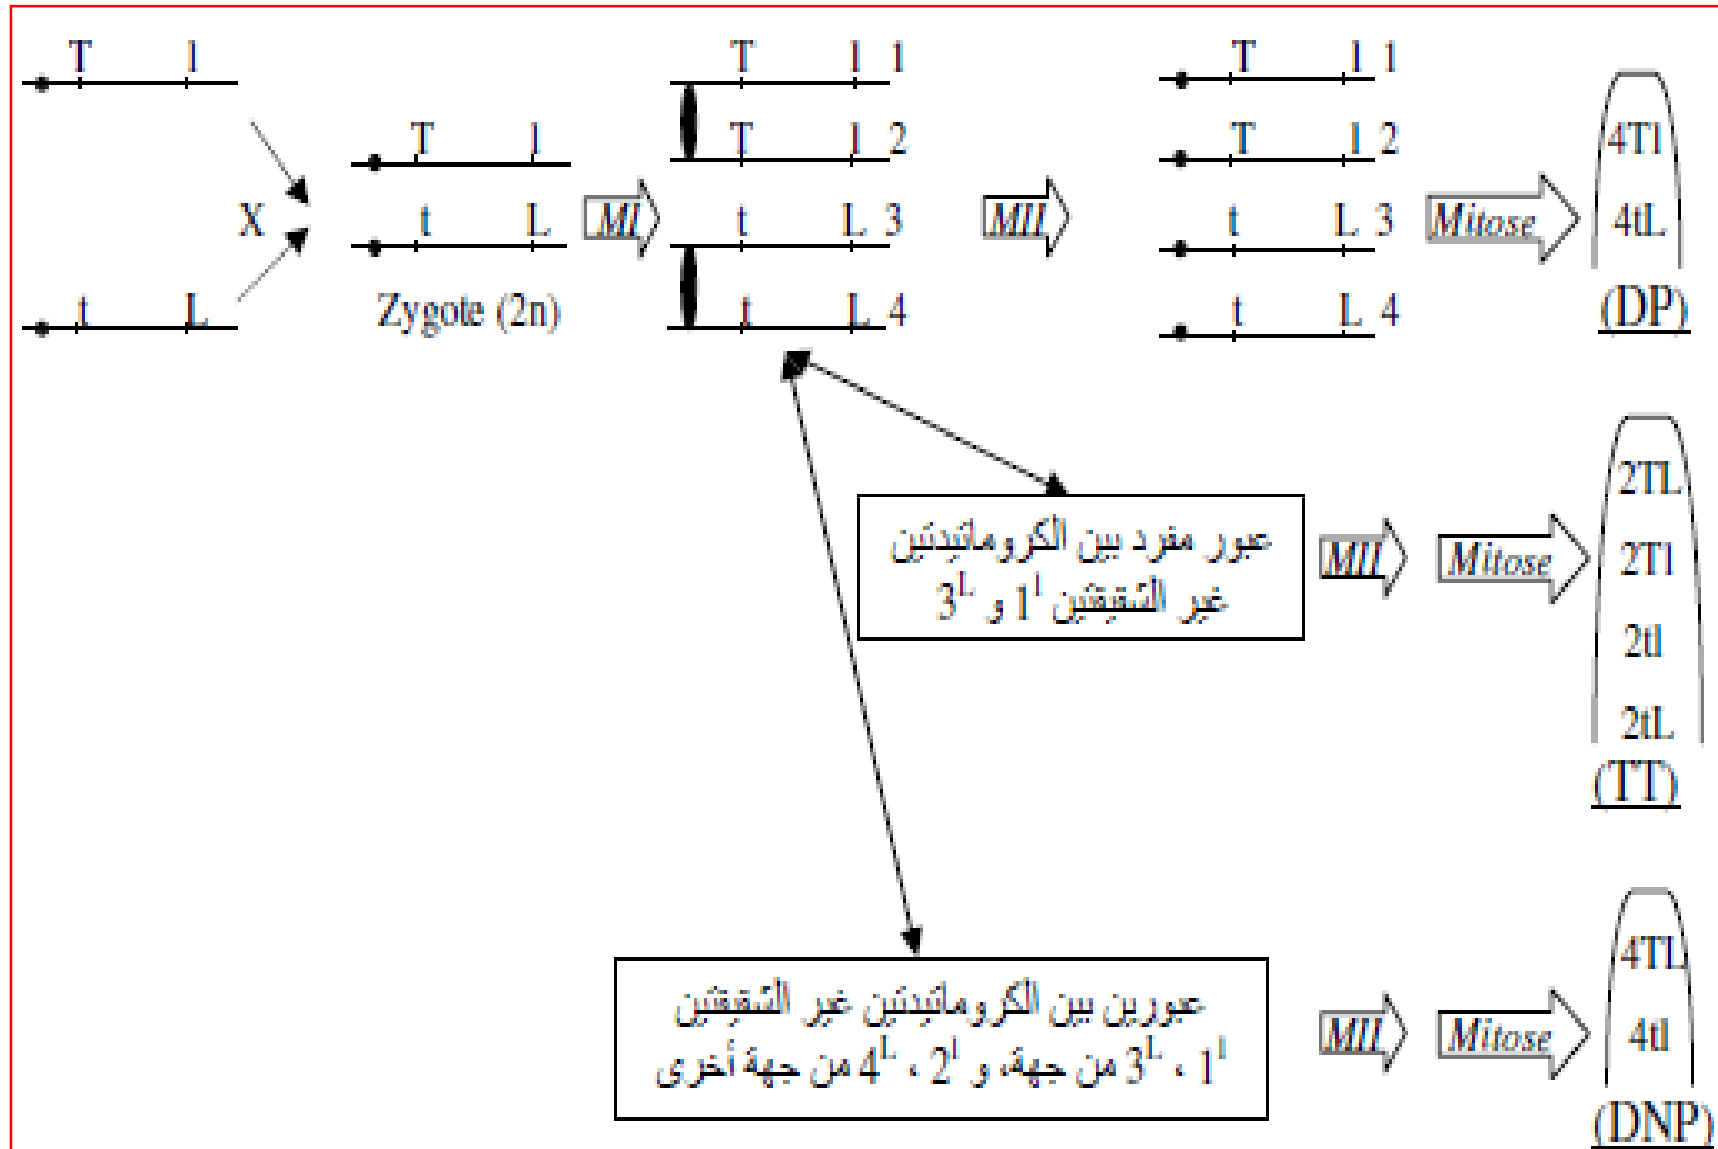 T l
t L
X
T l
t L
Zygote (2n)
MI
T l 1
T l 2
t L 3
t L 4
MII
T l 1
T l 2
t L 3
t L 4
Mitose
4Tl
4tL
(DP)
عبور مفرد بين الكروماتيدتين
غير الشقيقتين 1ˡ و 3ᴸ
MII
Mitose
2TL
2Tl
2tl
2tL
(TT)
عبورين بين الكروماتيدتين غير الشقيقتين
1ˡ ، 3ᴸ من جهة، و 2ˡ ، 4ᴸ من جهة أخرى
MII
Mitose
4TL
4tl
(DNP)